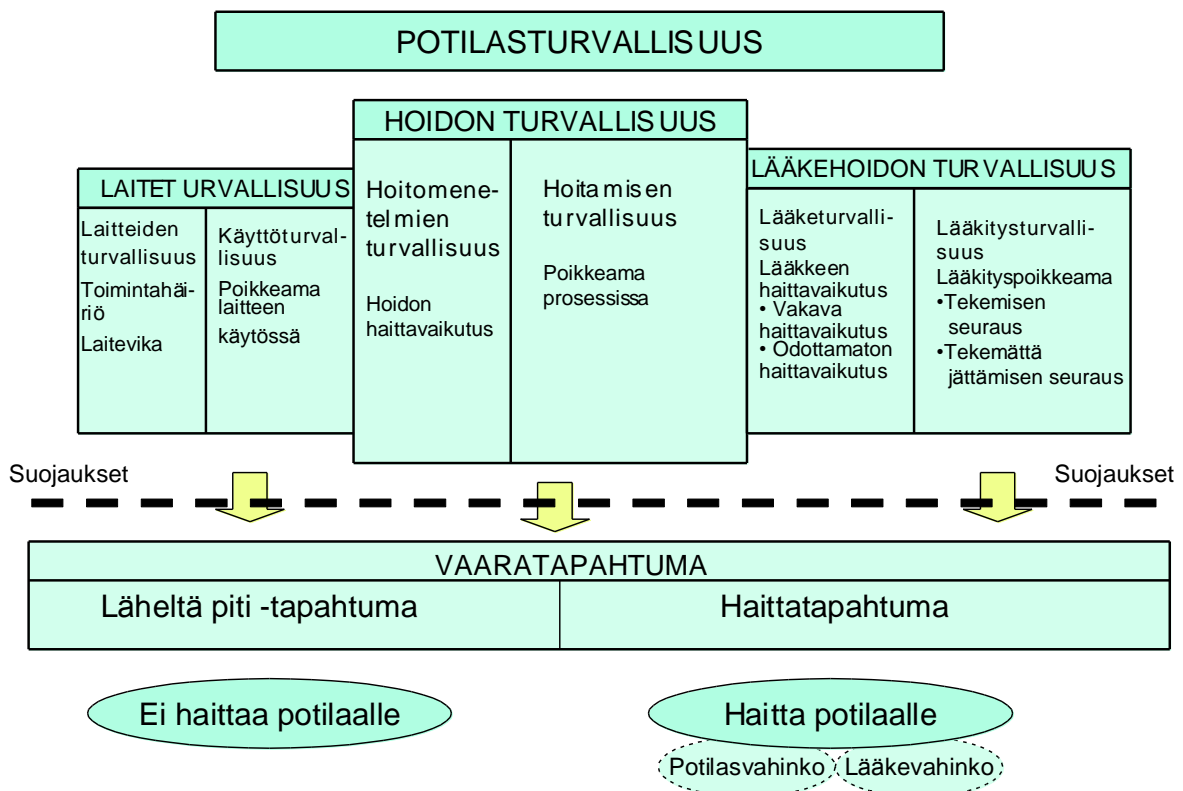 POTILASTURVALLISUUS
HOIDON TURVALLISUUS
Hoitomene-
telmien
turvallisuus
Hoidon
haittavaikutus
Hoitamisen
turvallisuus
Poikkeama
prosessissa
LAITETURVALLISUUS
Laitteiden
turvallisuus
Toimintahäi-
riö
Laitevika
Käyttöturval-
lisuus
Poikkeama
laitteen
käytössä
LÄÄKEHOIDON TURVALLISUUS
Lääketurvalli-
suus
Lääkkeen
haittavaikutus
• Vakava
haittavaikutus
• Odottamaton
haittavaikutus
Lääkitysturvalli-
suus
Lääkityspoikkeama
•Tekemisen
seuraus
•Tekemättä
jättämisen seuraus
Suojaukset
Suojaukset
VAARATAPAHTUMA
Läheltä piti -tapahtuma
Haittatapahtuma
Ei haittaa potilaalle
Haitta potilaalle
Potilasvahinko
Lääkevahinko